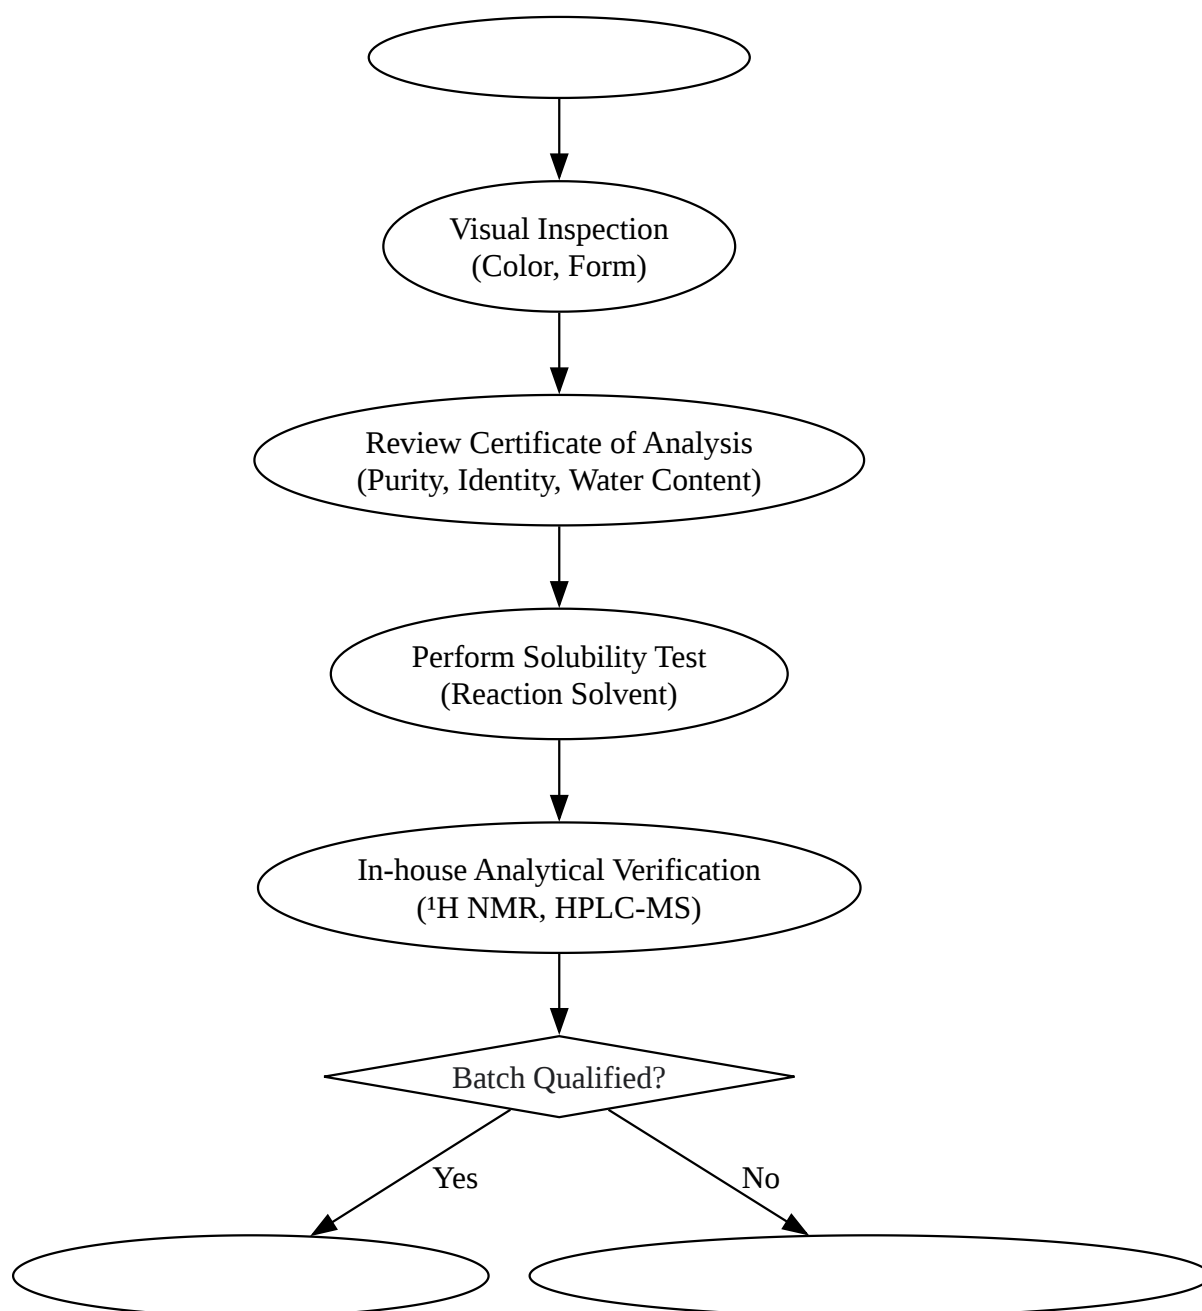 Visual Inspection
(Color, Form)
Review Certificate of Analysis
(Purity, Identity, Water Content)
Perform Solubility Test
(Reaction Solvent)
In-house Analytical Verification
(¹H NMR, HPLC-MS)
Batch Qualified?
Yes
No